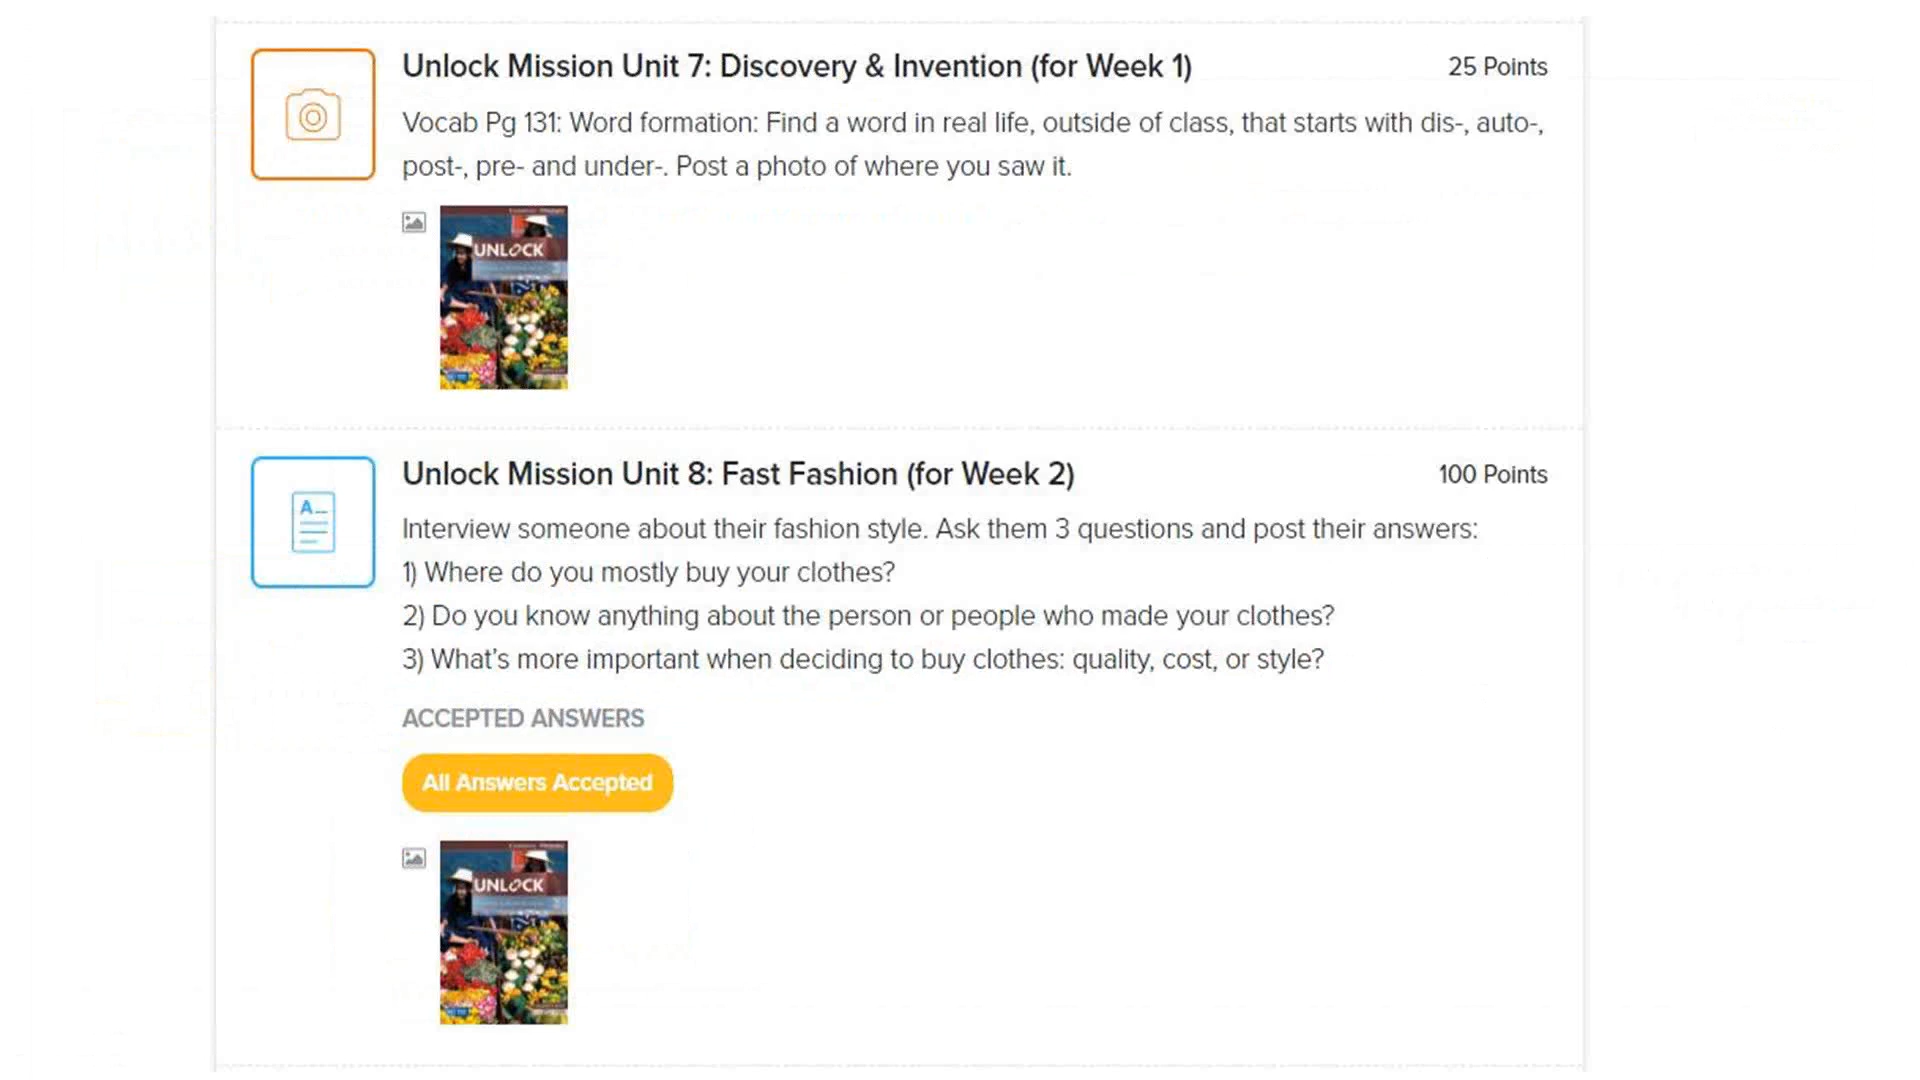 Unlock Mission Unit 7: Discovery & Invention (for Week 1)
25 Points
Vocab Pg 131: Word formation: Find a word in real life, outside of class, that starts with dis-, auto-,
post-, pre- and under-. Post a photo of where you saw it.
UNLOCK
Unlock Mission Unit 8: Fast Fashion (for Week 2)
100 Points
A
Interview someone about their fashion style. Ask them 3 questions and post their answers:
1) Where do you mostly buy your clothes?
2) Do you know anything about the person or people who made your clothes?
3) What's more important when deciding to buy clothes: quality, cost, or style?
ACCEPTED ANSWERS
All Answers Accepted
UNLOCK